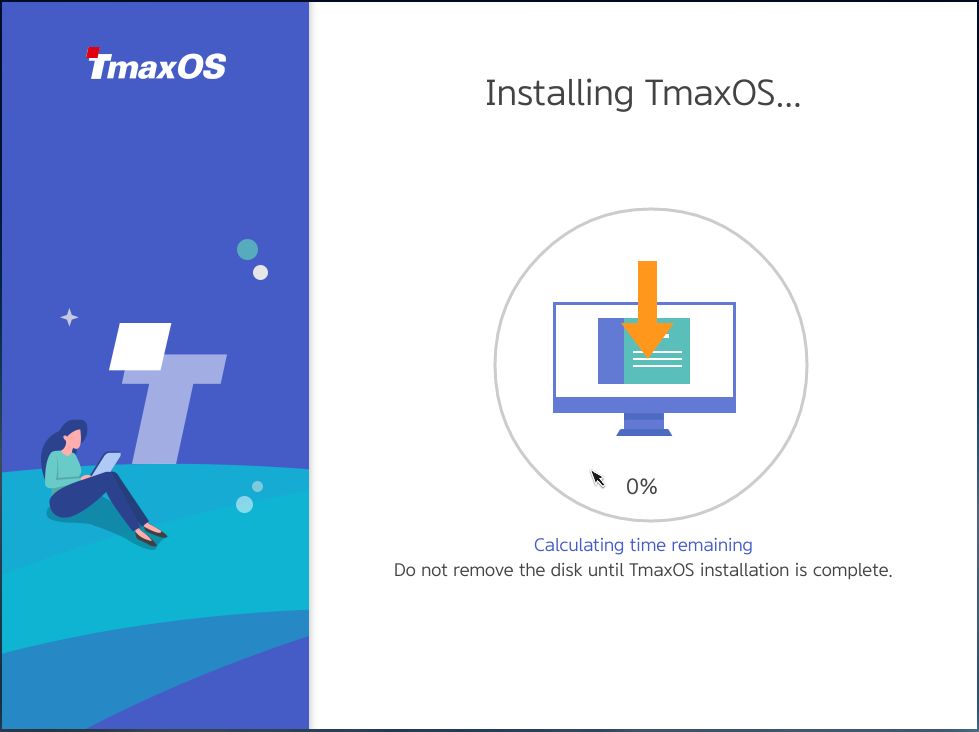 TmaxOS
Installing TmaxOS...
T
0%
Calculating time remaining
Do not remove the disk until TmaxOS installation is complete.